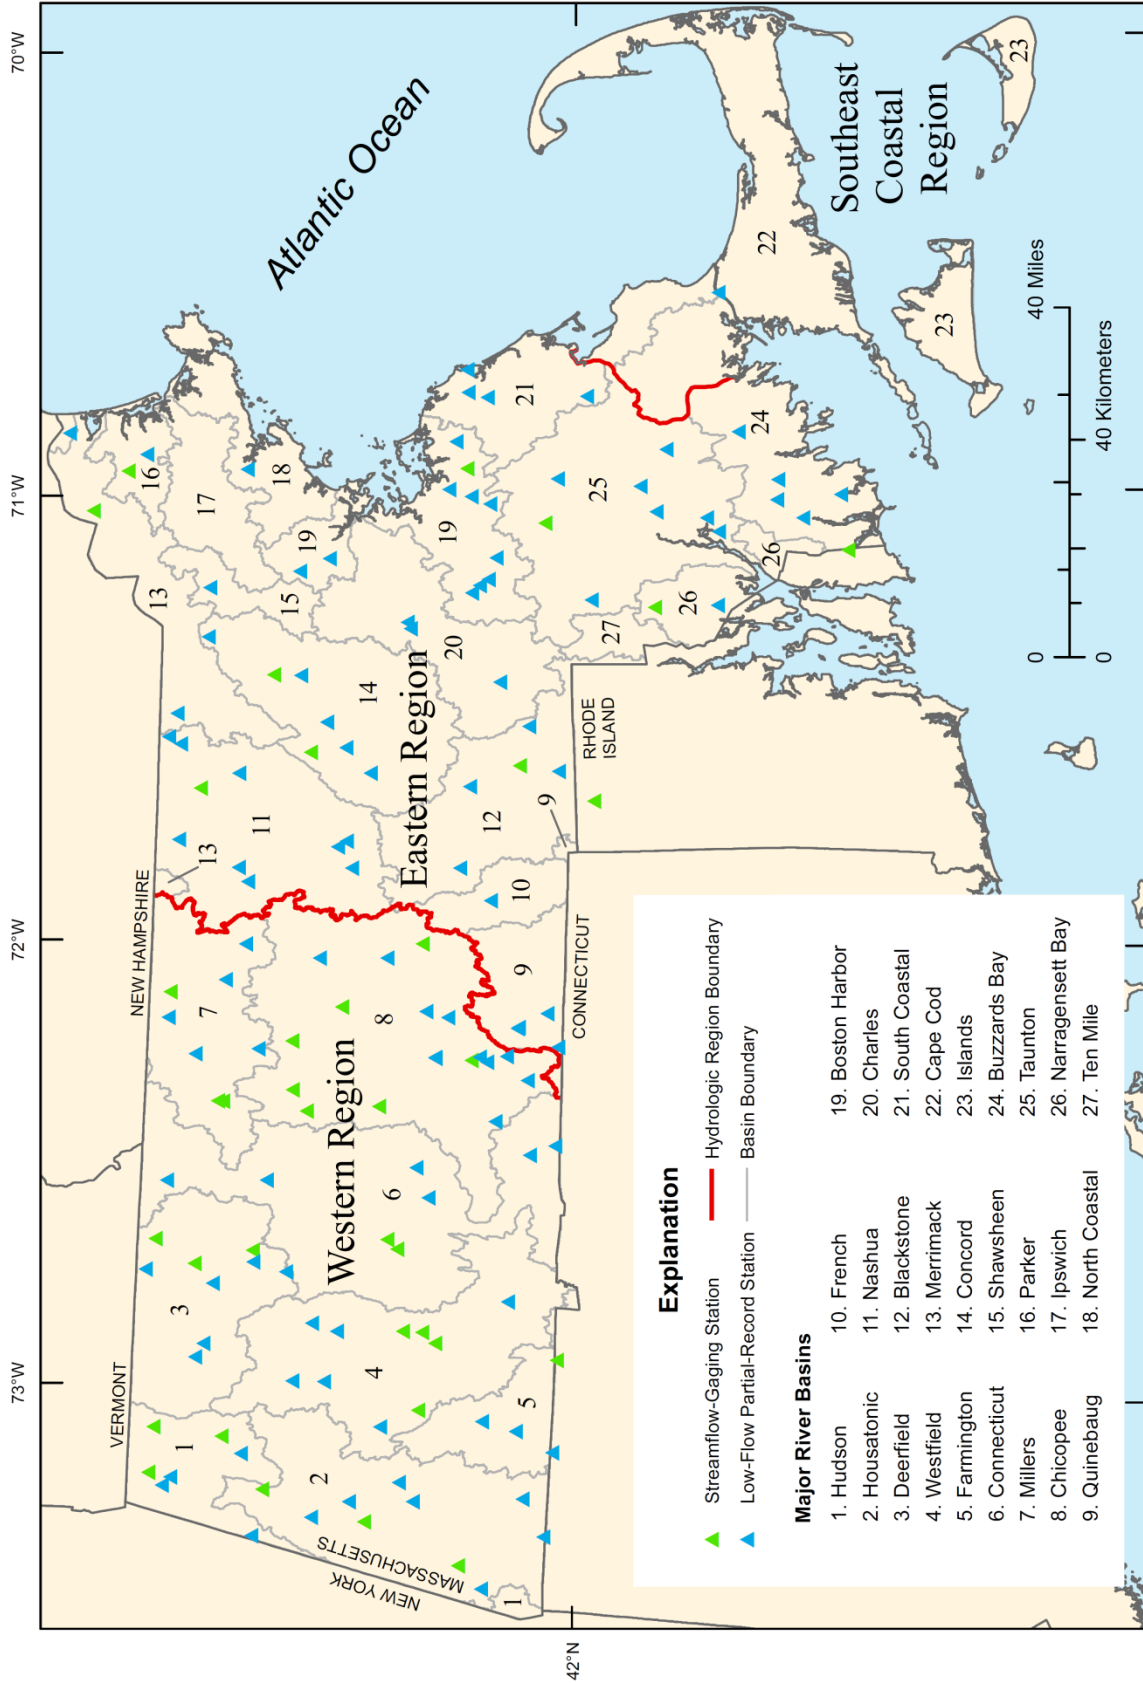 73°W
72°W
71°W
70°W
42°N
VERMONT
NEW HAMPSHIRE
NEW YORK
MASSACHUSETTS
CONNECTICUT
RHODE
ISLAND
Atlantic Ocean
Western Region
Eastern Region
Southeast
Coastal
Region
1
1
2
3
4
5
6
7
8
9
9
10
11
12
13
13
14
15
16
17
18
19
19
20
21
22
23
23
24
25
26
26
27
0
40 Miles
0
40 Kilometers
Explanation
Streamflow-Gaging Station
Hydrologic Region Boundary
Low-Flow Partial-Record Station
Basin Boundary
Major River Basins
1. Hudson
2. Housatonic
3. Deerfield
4. Westfield
5. Farmington
6. Connecticut
7. Millers
8. Chicopee
9. Quinebaug
10. French
11. Nashua
12. Blackstone
13. Merrimack
14. Concord
15. Shawsheen
16. Parker
17. Ipswich
18. North Coastal
19. Boston Harbor
20. Charles
21. South Coastal
22. Cape Cod
23. Islands
24. Buzzards Bay
25. Taunton
26. Narragensett Bay
27. Ten Mile